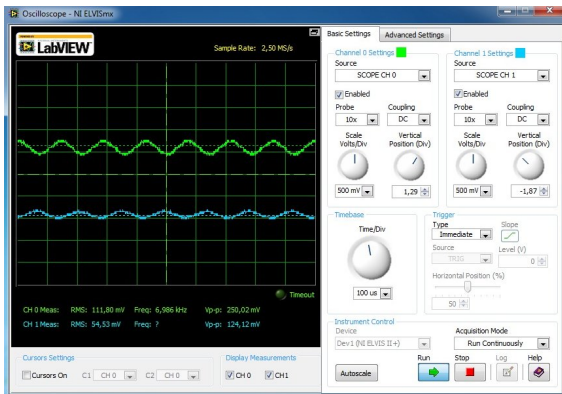 Oscilloscope - NI ELVISmx
LabVIEW
Sample Rate: 2,50 MS/s
Timeout
CH 0 Meas: RMS: 111,80 mV Freq: 6,986 kHz Vp-p: 250,02 mV
CH 1 Meas: RMS: 54,53 mV Freq: ? Vp-p: 124,12 mV
Cursors Settings
Cursors On C1 CH 0 C2 CH 0
Display Measurements
CH 0 CH1
Basic Settings Advanced Settings
Channel 0 Settings
Source
SCOPE CH 0
Enabled
Probe Coupling
10x DC
Scale Vertical
Volts/Div Position (Div)
500 mV 1,29
Channel 1 Settings
Source
SCOPE CH 1
Enabled
Probe Coupling
10x DC
Scale Vertical
Volts/Div Position (Div)
500 mV -1,87
Timebase
Time/Div
100 us
Trigger
Type Slope
Immediate
Source Level (V)
TRIG 0
Horizontal Position (%)
50
Instrument Control
Device Acquisition Mode
Dev1 (NI ELVIS II+) Run Continuously
Run Stop Log Help
Autoscale